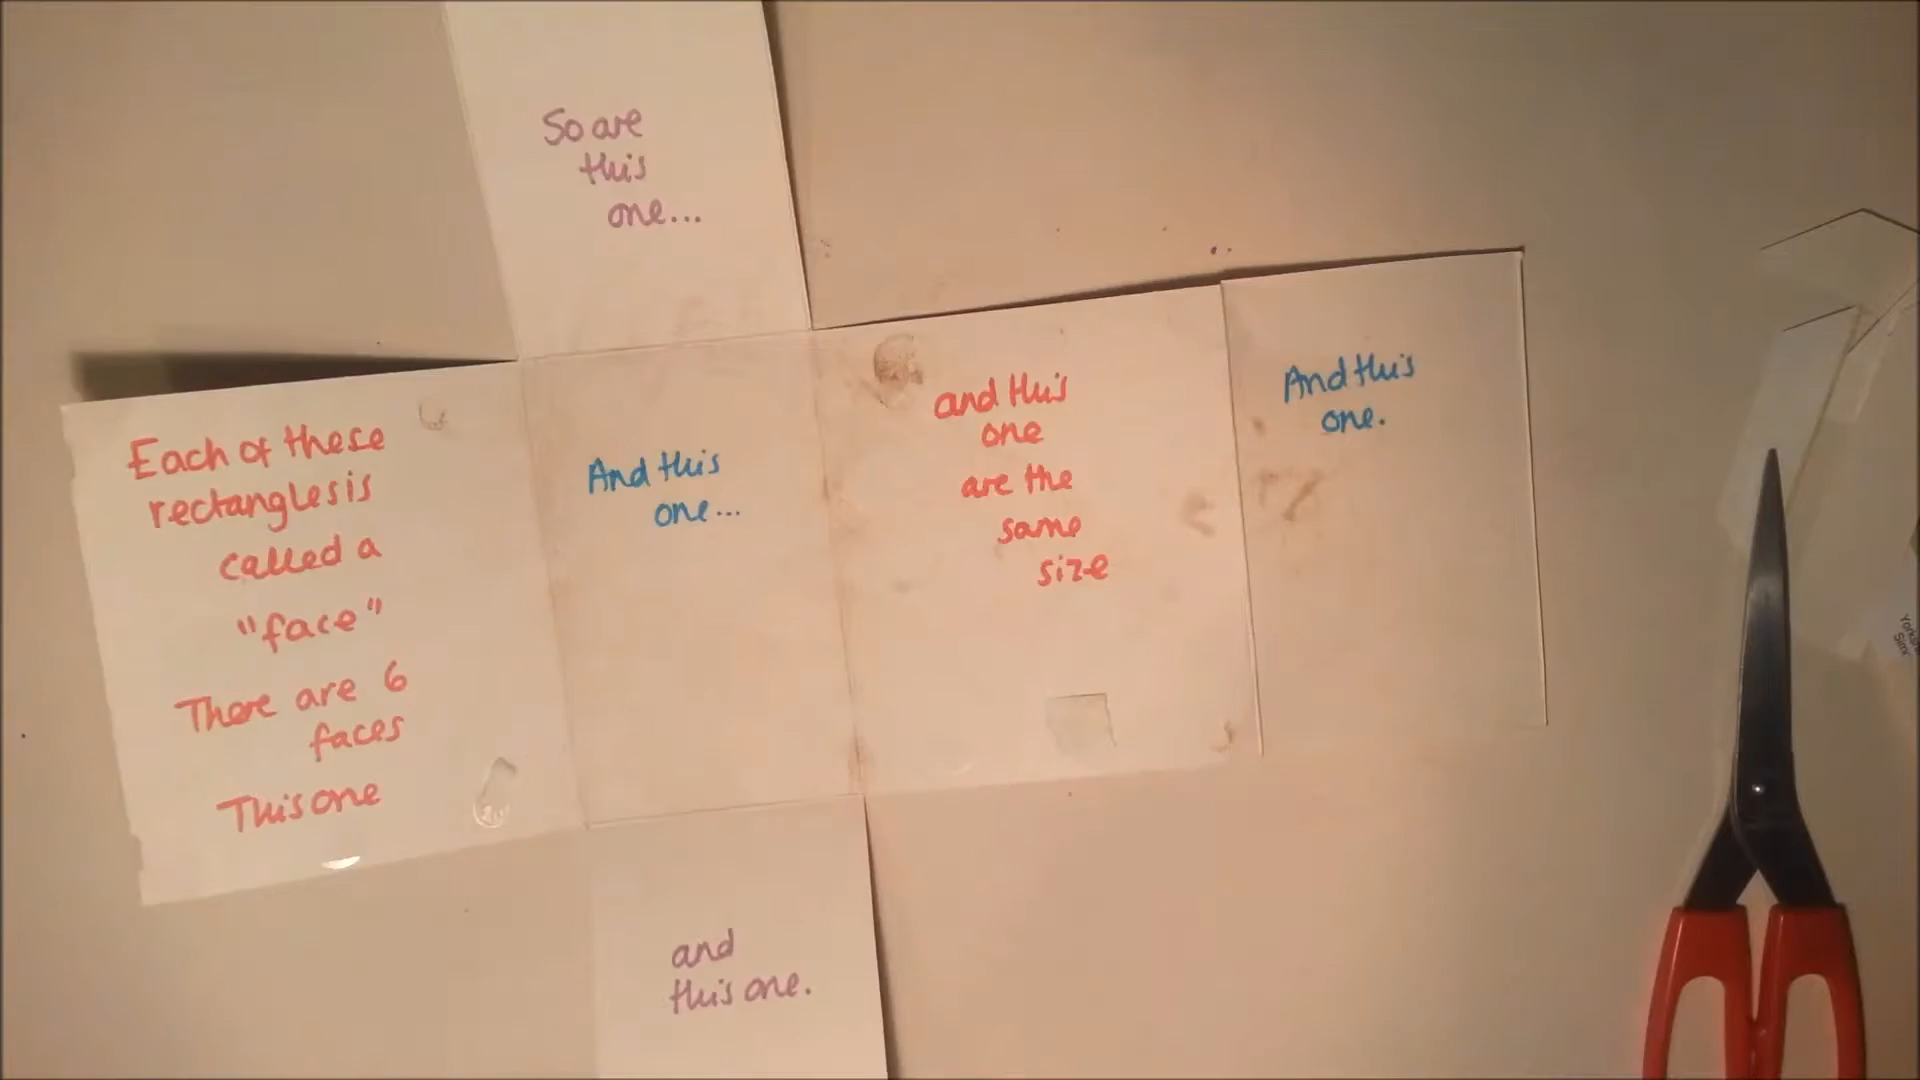 So are
this
one...
Each of these
rectangles is
called a
"face"
There are 6
faces
This one
And this
one...
and this
one
are the
same
size
And this
one.
and
this one.